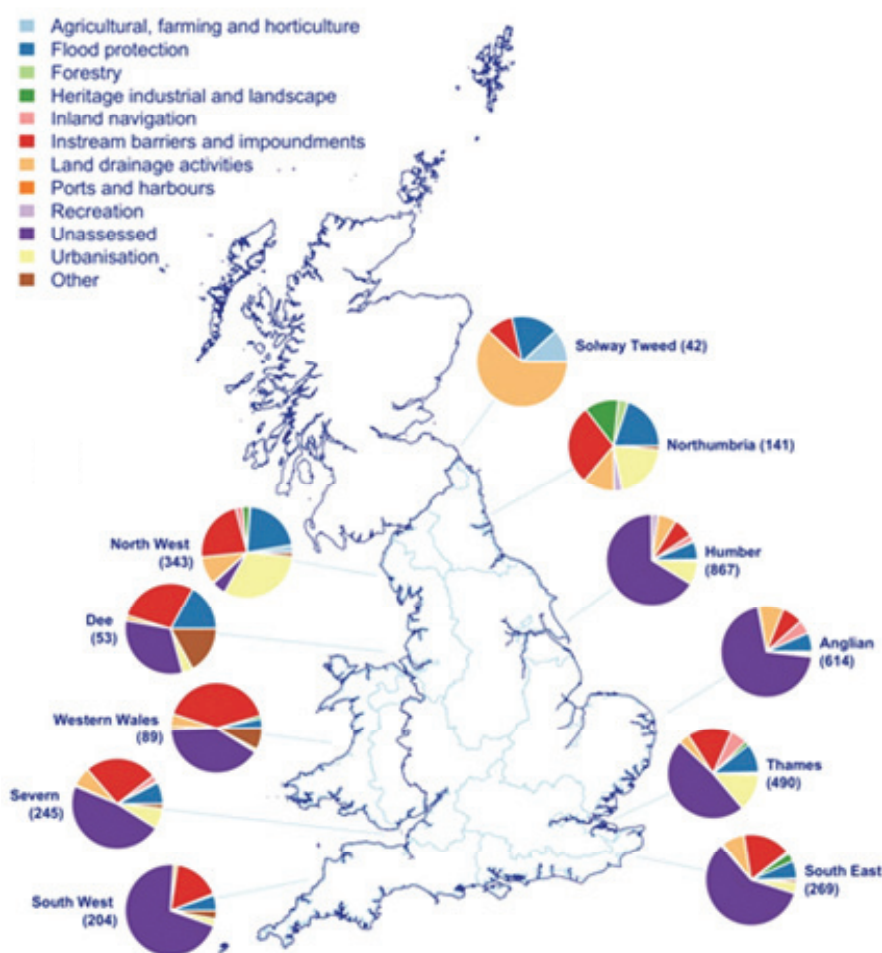 Agricultural, farming and horticulture
Flood protection
Forestry
Heritage industrial and landscape
Inland navigation
Instream barriers and impoundments
Land drainage activities
Ports and harbours
Recreation
Unassessed
Urbanisation
Other
Solway Tweed (42)
Northumbria (141)
North West
(343)
Humber
(867)
Dee
(53)
Anglian
(614)
Western Wales
(89)
Thames
(490)
Severn
(245)
South East
(269)
South West
(204)